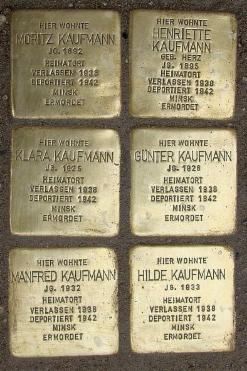 HIER WOHNTE
MORITZ KAUFMANN
JG. 1892
HEIMATORT
VERLASSEN 1938
DEPORTIERT 1942
MINSK
ERMORDET
HIER WOHNTE
HENRIETTE
KAUFMANN
GEB. HERZ
JG. 1895
HEIMATORT
VERLASSEN 1938
DEPORTIERT 1942
MINSK
ERMORDET
HIER WOHNTE
KLARA KAUFMANN
JG. 1925
HEIMATORT
VERLASSEN 1938
DEPORTIERT 1942
MINSK
ERMORDET
HIER WOHNTE
GÜNTER KAUFMANN
JG. 1928
HEIMATORT
VERLASSEN 1938
DEPORTIERT 1942
MINSK
ERMORDET
HIER WOHNTE
MANFRED KAUFMANN
JG. 1932
HEIMATORT
VERLASSEN 1938
DEPORTIERT 1942
MINSK
ERMORDET
HIER WOHNTE
HILDE KAUFMANN
JG. 1933
HEIMATORT
VERLASSEN 1938
DEPORTIERT 1942
MINSK
ERMORDET